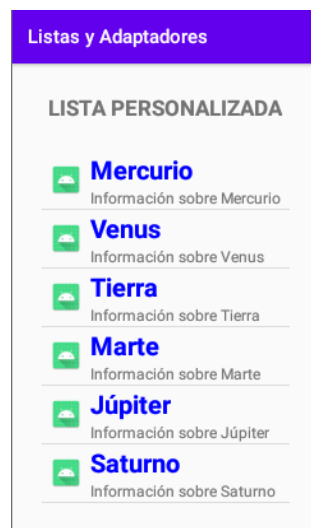 Listas y Adaptadores
LISTA PERSONALIZADA
Mercurio
Información sobre Mercurio
Venus
Información sobre Venus
Tierra
Información sobre Tierra
Marte
Información sobre Marte
Júpiter
Información sobre Júpiter
Saturno
Información sobre Saturno